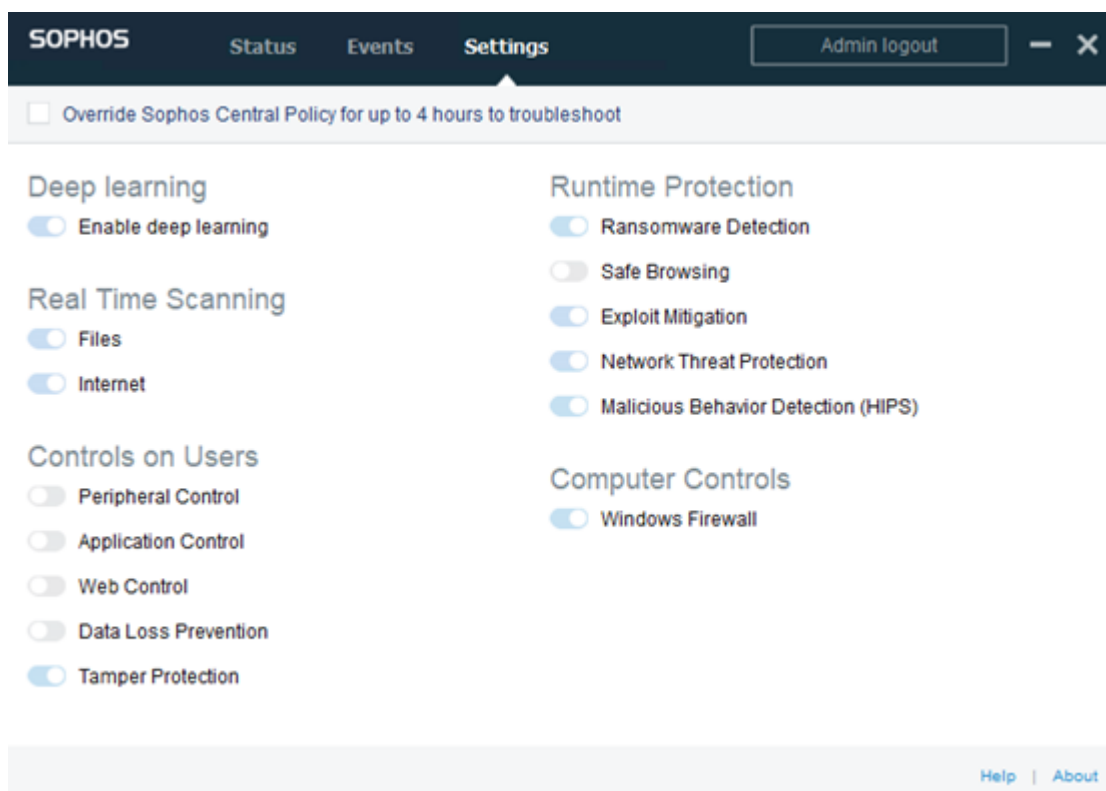 SOPHOS Status Events Settings Admin logout
Override Sophos Central Policy for up to 4 hours to troubleshoot
Deep learning
Enable deep learning
Real Time Scanning
Files
Internet
Controls on Users
Peripheral Control
Application Control
Web Control
Data Loss Prevention
Tamper Protection
Runtime Protection
Ransomware Detection
Safe Browsing
Exploit Mitigation
Network Threat Protection
Malicious Behavior Detection (HIPS)
Computer Controls
Windows Firewall
Help | About